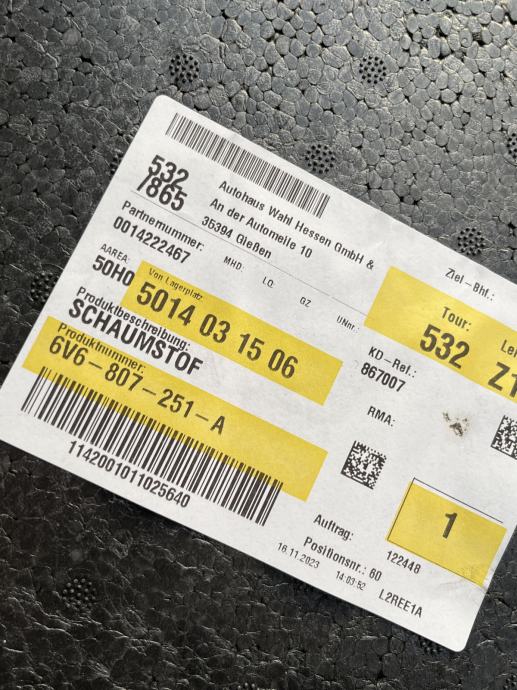 532
7865
Autohaus Wahl Hessen GmbH &
An der Automeile 10
35394 Gießen
Partnernummer:
0014222467
MHD:
LQ:
GZ
UNnr.:
Ziel-Bhf.:
AAREA:
50H0
Von Lagerplatz
5014 03 15 06
Tour:
532
Z1
Produktbeschreibung:
SCHAUMSTOF
KD-Ref.:
867007
Produktnummer:
6V6-807-251-A
RMA:
1142001011025640
1
Auftrag:
122448
Positionsnr.: 60
16.11.2023
14:03:52
L2REE1A